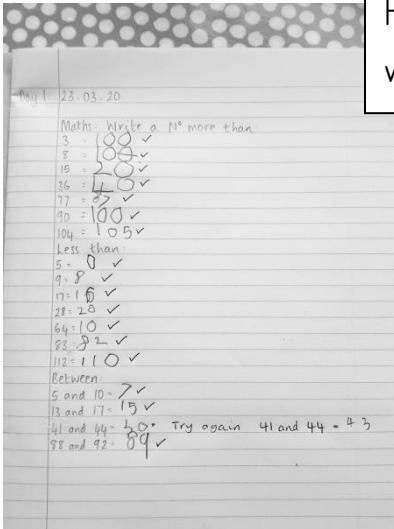 Day 1. 23.03.20
Maths: Write a Nº more than:
3 = 100 ✓
8 = 100 ✓
15 = 20 ✓
36 = 40 ✓
77 = 87 ✓
90 = 100 ✓
104 = 105 ✓
Less than:
5 = 0 ✓
9 = 8 ✓
17 = 16 ✓
28 = 20 ✓
64 = 10 ✓
83 = 82 ✓
112 = 110 ✓
Between:
5 and 10 = 7 ✓
13 and 17 = 15 ✓
41 and 44 = 30• Try again 41 and 44 = 43
88 and 92 = 89 ✓